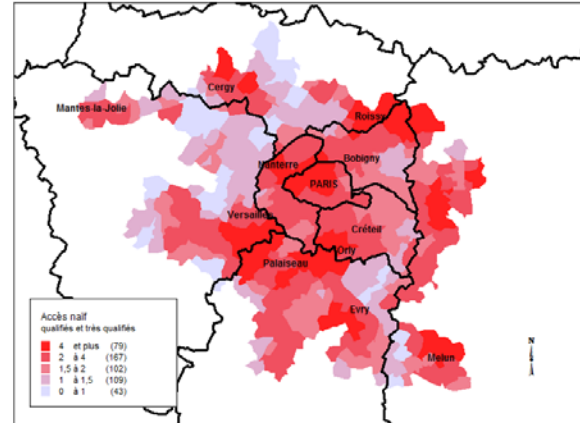 Cergy
Mantes-la-Jolie
Roissy
Nanterre
Bobigny
PARIS
Versailles
Créteil
Orly
Palaiseau
Evry
Melun
Accès naïf
qualifiés et très qualifiés
4 et plus (79)
2 à 4 (167)
1,5 à 2 (102)
1 à 1,5 (109)
0 à 1 (43)
N